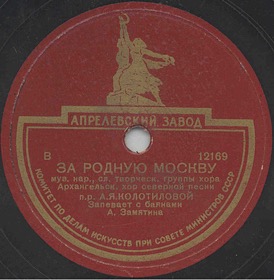 АПРЕЛЕВСКИЙ ЗАВОД
В 12169
ЗА РОДНУЮ МОСКВУ
муз. нар., сл. творческ. группы хора
Архангельск. хор северной песни
п.р. А.Я.КОЛОТИЛОВОЙ
Запевает с баянами
А. Замятина
КОМИТЕТ ПО ДЕЛАМ ИСКУССТВ ПРИ СОВЕТЕ МИНИСТРОВ СССР